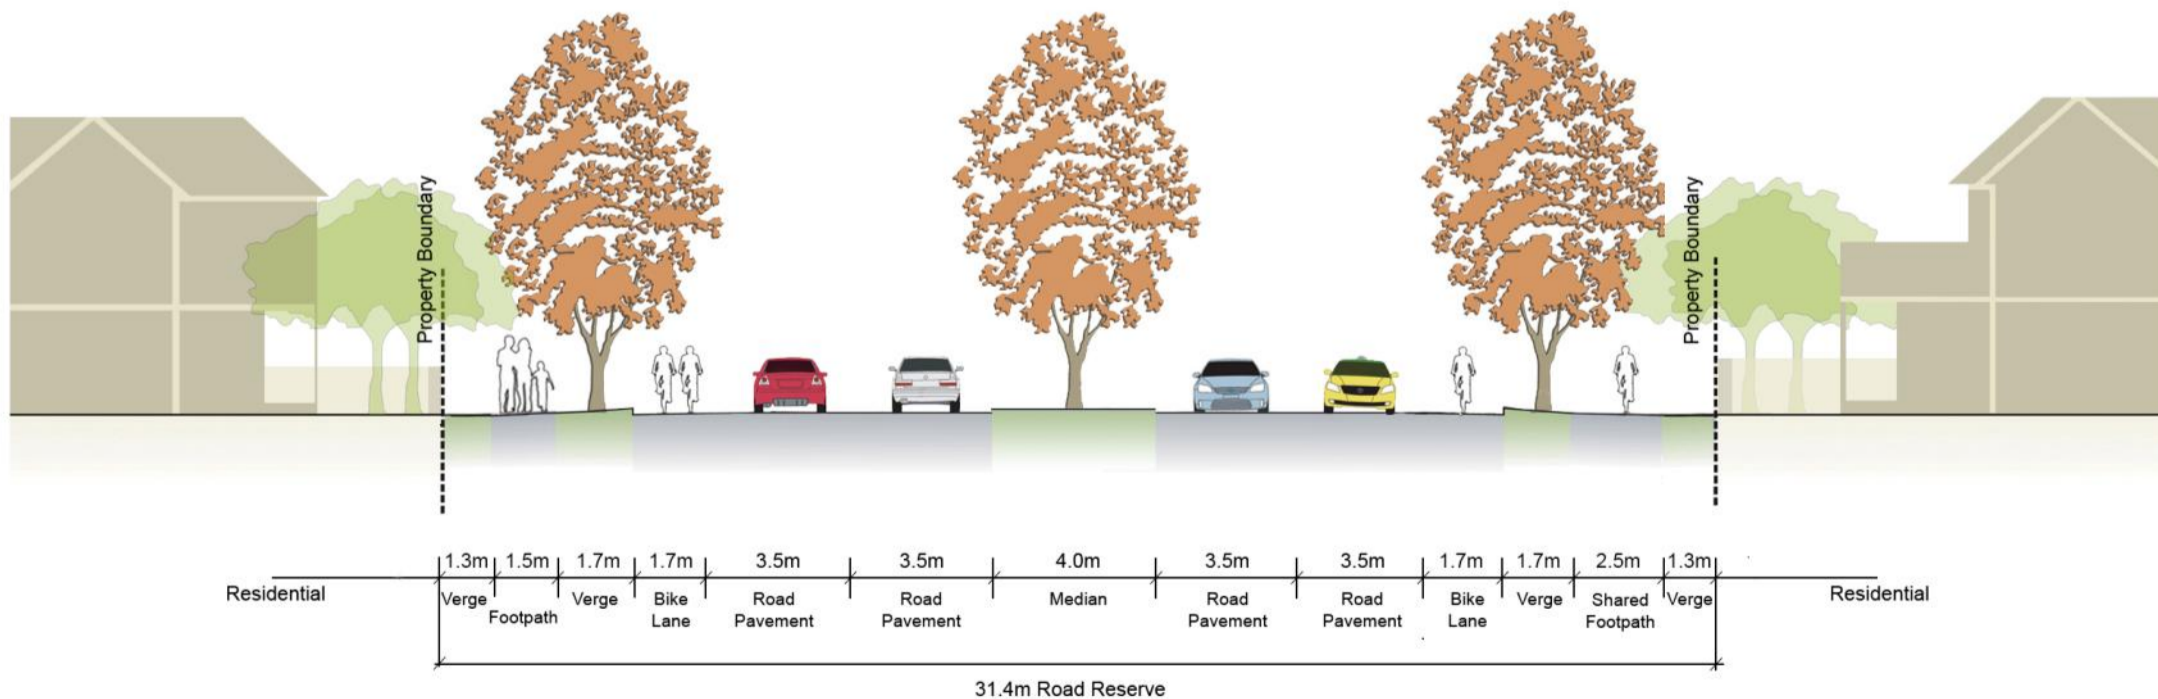 Property Boundary
Property Boundary
1.3m 1.5m 1.7m 1.7m 3.5m 3.5m 4.0m 3.5m 3.5m 1.7m 1.7m 2.5m 1.3m
Residential
Verge
Footpath
Verge
Bike
Lane
Road
Pavement
Road
Pavement
Median
Road
Pavement
Road
Pavement
Bike
Lane
Verge
Shared
Footpath
Verge
Residential
31.4m Road Reserve